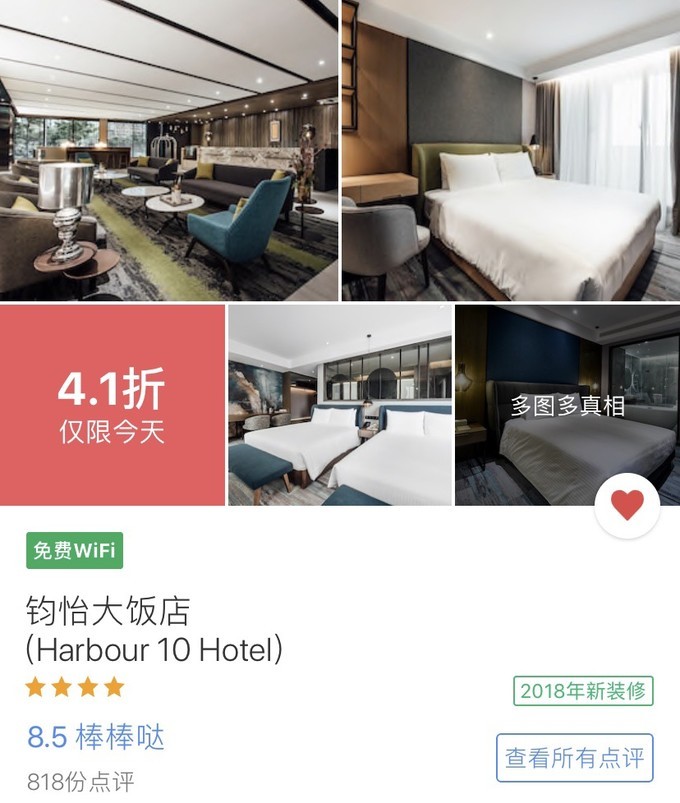 4.1折
仅限今天
多图多真相
免费WiFi
钧怡大饭店
(Harbour 10 Hotel)
2018年新装修
8.5 棒棒哒
查看所有点评
818份点评